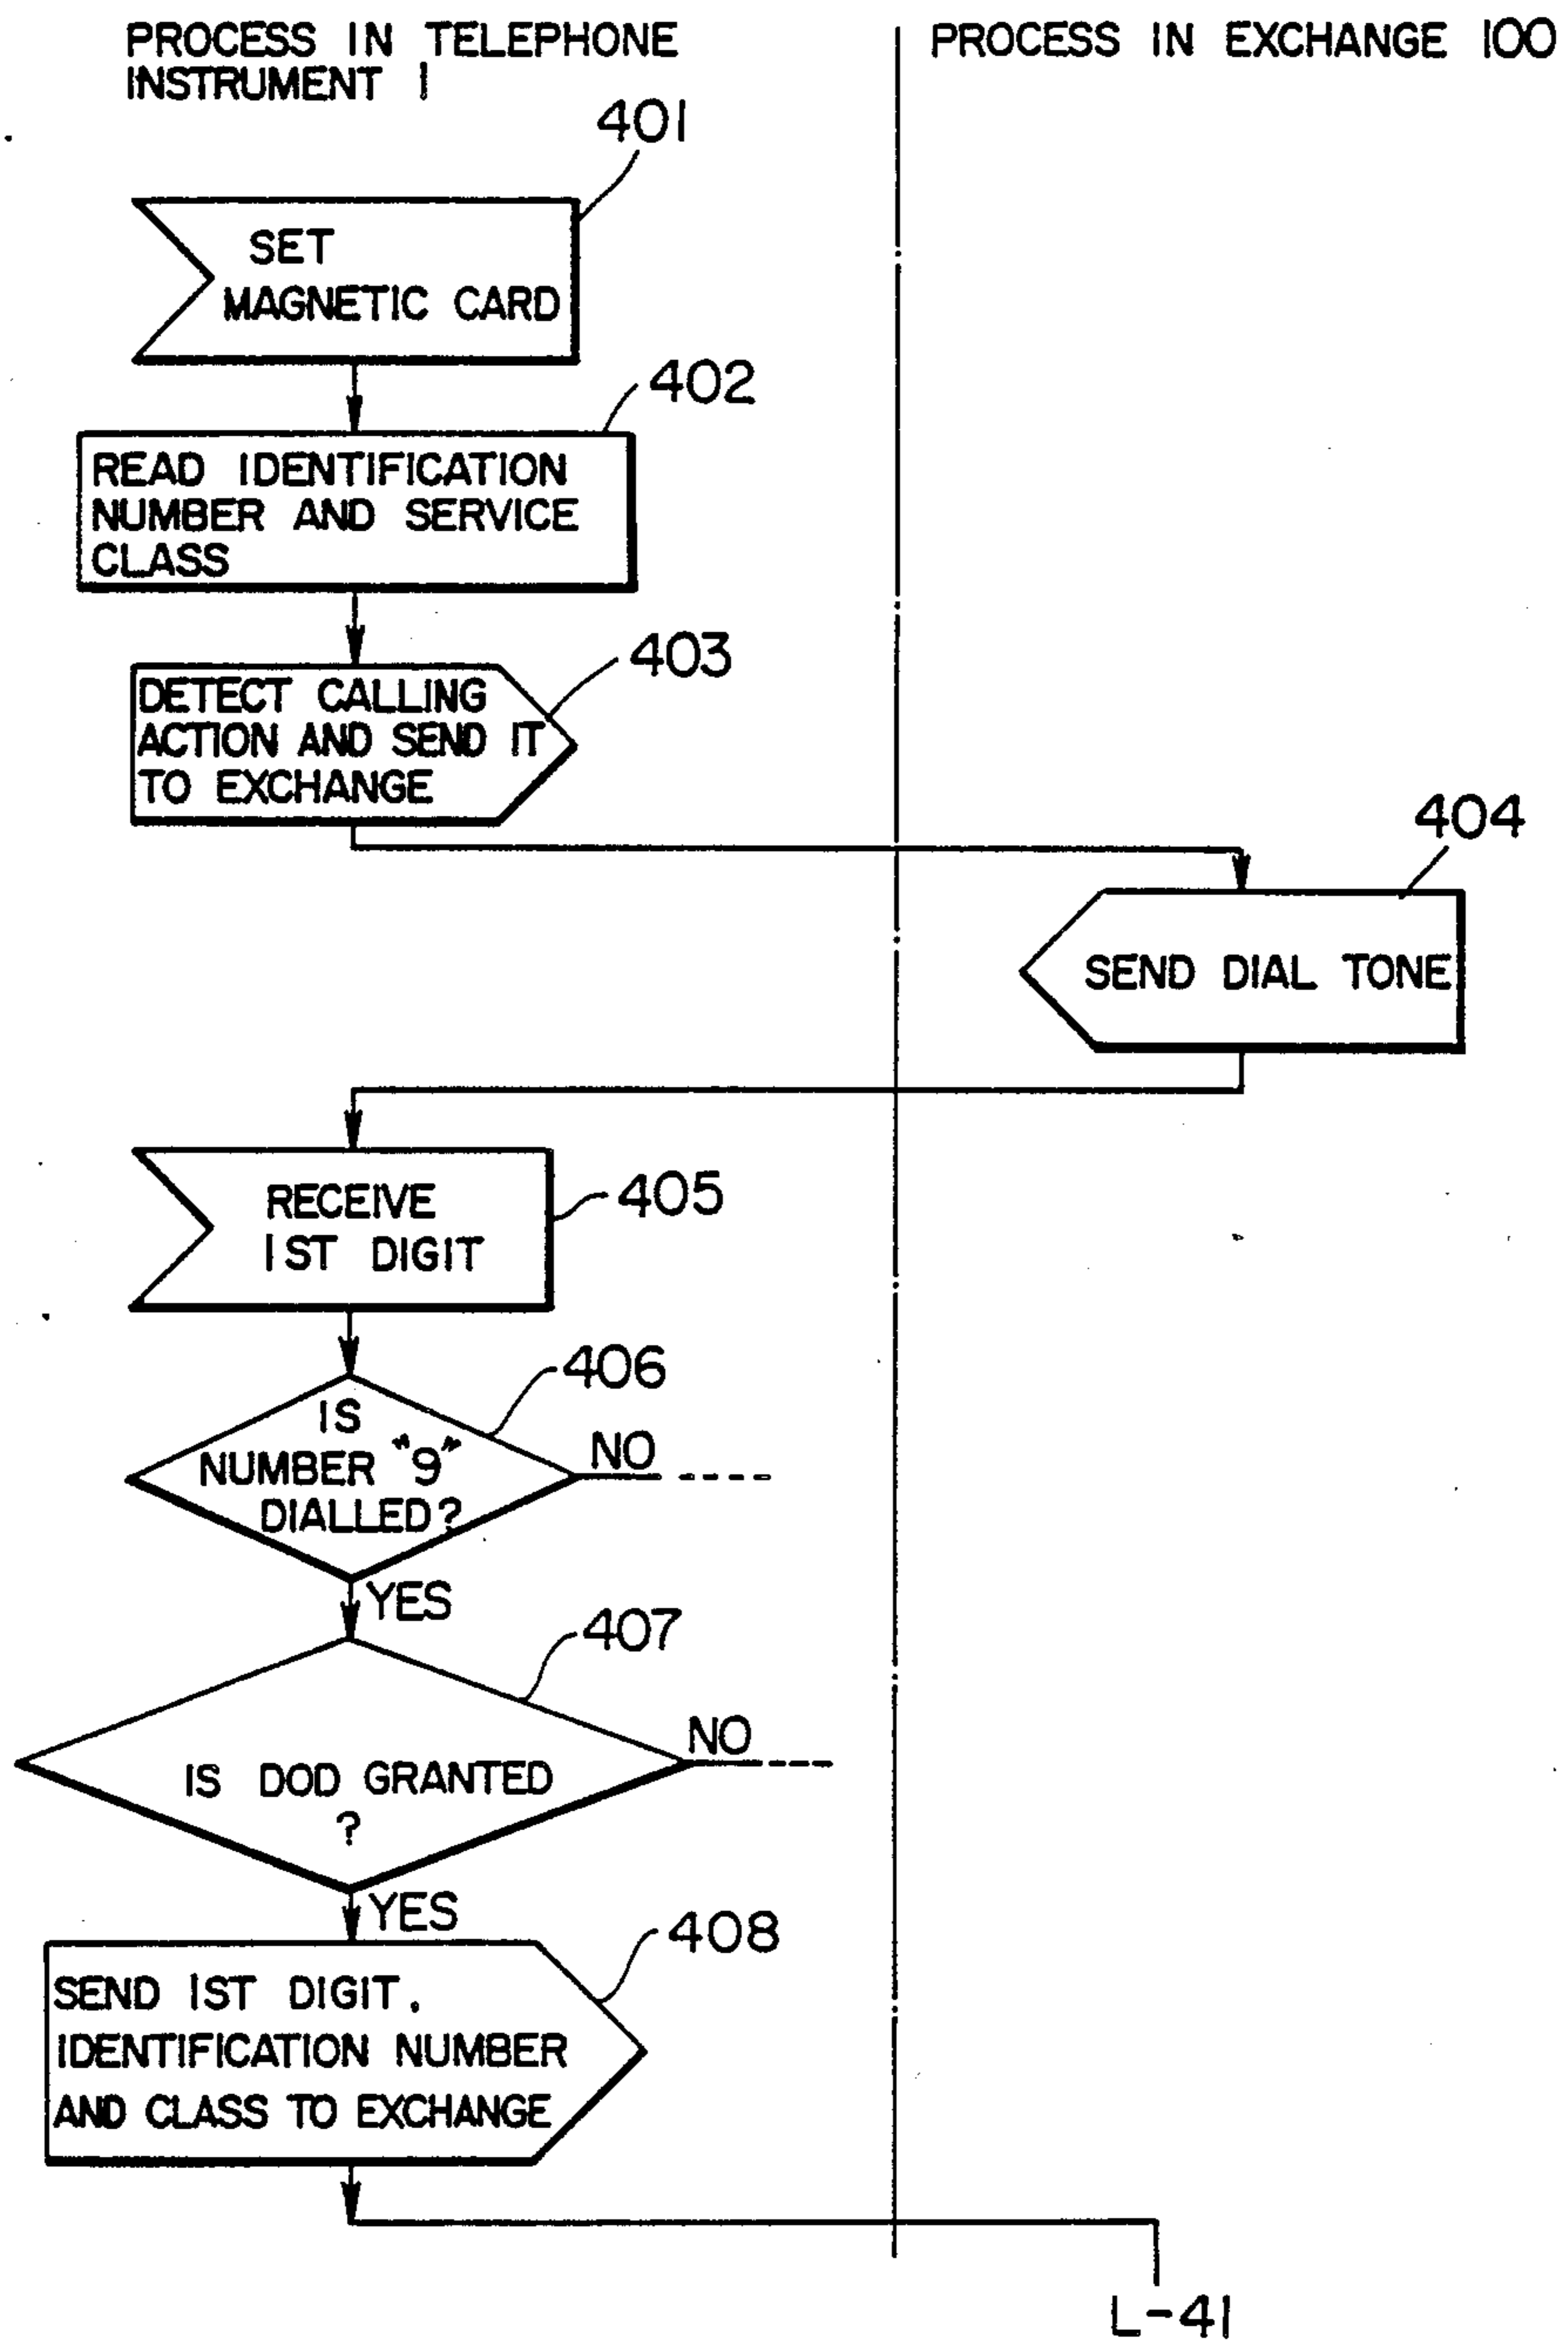 PROCESS IN TELEPHONE
INSTRUMENT 1
PROCESS IN EXCHANGE 100
401
SET
MAGNETIC CARD
402
READ IDENTIFICATION
NUMBER AND SERVICE
CLASS
403
DETECT CALLING
ACTION AND SEND IT
TO EXCHANGE
404
SEND DIAL TONE
405
RECEIVE
1ST DIGIT
406
IS
NUMBER "9"
DIALLED?
NO
YES
407
IS DOD GRANTED
?
NO
YES
408
SEND 1ST DIGIT,
IDENTIFICATION NUMBER
AND CLASS TO EXCHANGE
L-41